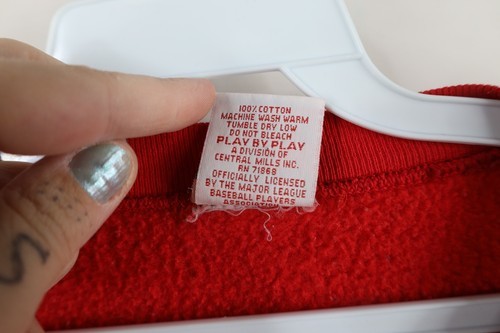 100% COTTON
MACHINE WASH WARM
TUMBLE DRY LOW
DO NOT BLEACH
PLAY BY PLAY
A DIVISION OF
CENTRAL MILLS INC.
RN 71868
OFFICIALLY LICENSED
BY THE MAJOR LEAGUE
BASEBALL PLAYERS
ASSOCIATION